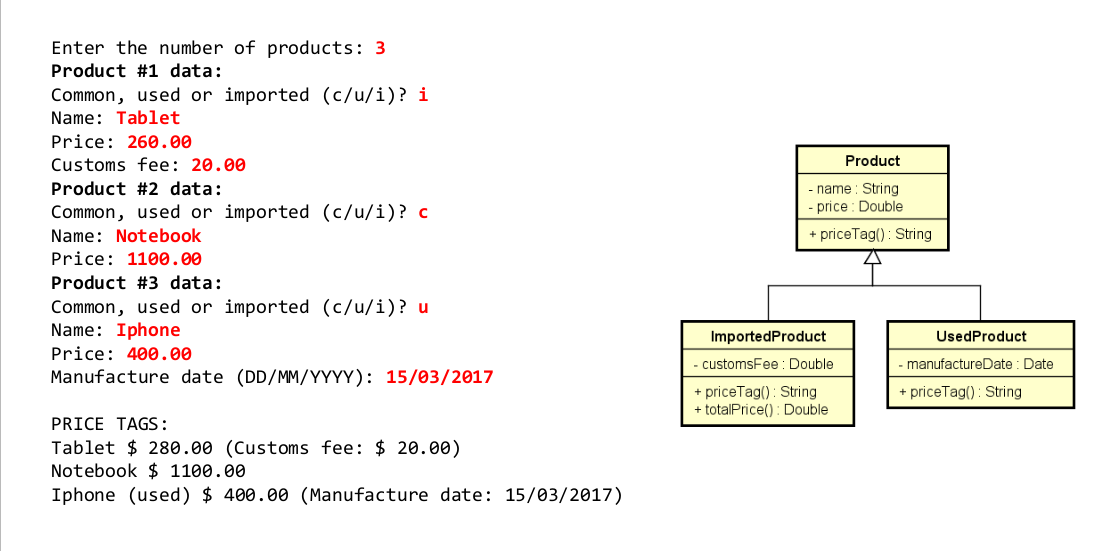 Enter the number of products: 3
Product #1 data:
Common, used or imported (c/u/i)? i
Name: Tablet
Price: 260.00
Customs fee: 20.00
Product #2 data:
Common, used or imported (c/u/i)? c
Name: Notebook
Price: 1100.00
Product #3 data:
Common, used or imported (c/u/i)? u
Name: Iphone
Price: 400.00
Manufacture date (DD/MM/YYYY): 15/03/2017
PRICE TAGS:
Tablet $ 280.00 (Customs fee: $ 20.00)
Notebook $ 1100.00
Iphone (used) $ 400.00 (Manufacture date: 15/03/2017)
Product
- name : String
- price : Double
+ priceTag() : String
ImportedProduct
- customsFee : Double
+ priceTag() : String
+ totalPrice() : Double
UsedProduct
- manufactureDate : Date
+ priceTag() : String